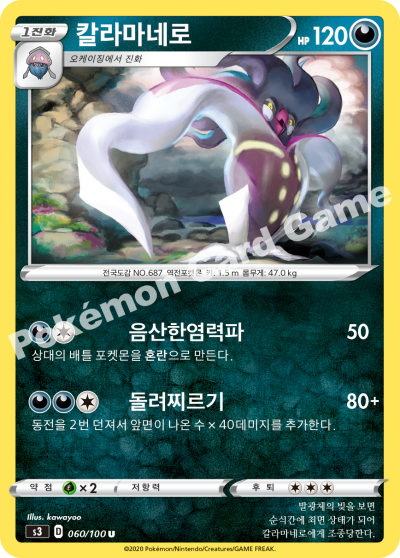 1진화
칼라마네로
HP 120
오케이징에서 진화
전국도감 NO.687 역전포켓몬 키: 1.5 m 몸무게: 47.0 kg
Pokémon Card Game
음산한염력파 50
상대의 배틀 포켓몬을 혼란으로 만든다.
돌려찌르기 80+
동전을 2번 던져서 앞면이 나온 수 × 40데미지를 추가한다.
약점 ×2 저항력 후퇴
Illus. kawayoo
s3 D 060/100 U
발광체의 빛을 보면
순식간에 최면 상태가 되어
칼라마네로에게 조종당한다.
©2020 Pokémon/Nintendo/Creatures/GAME FREAK.